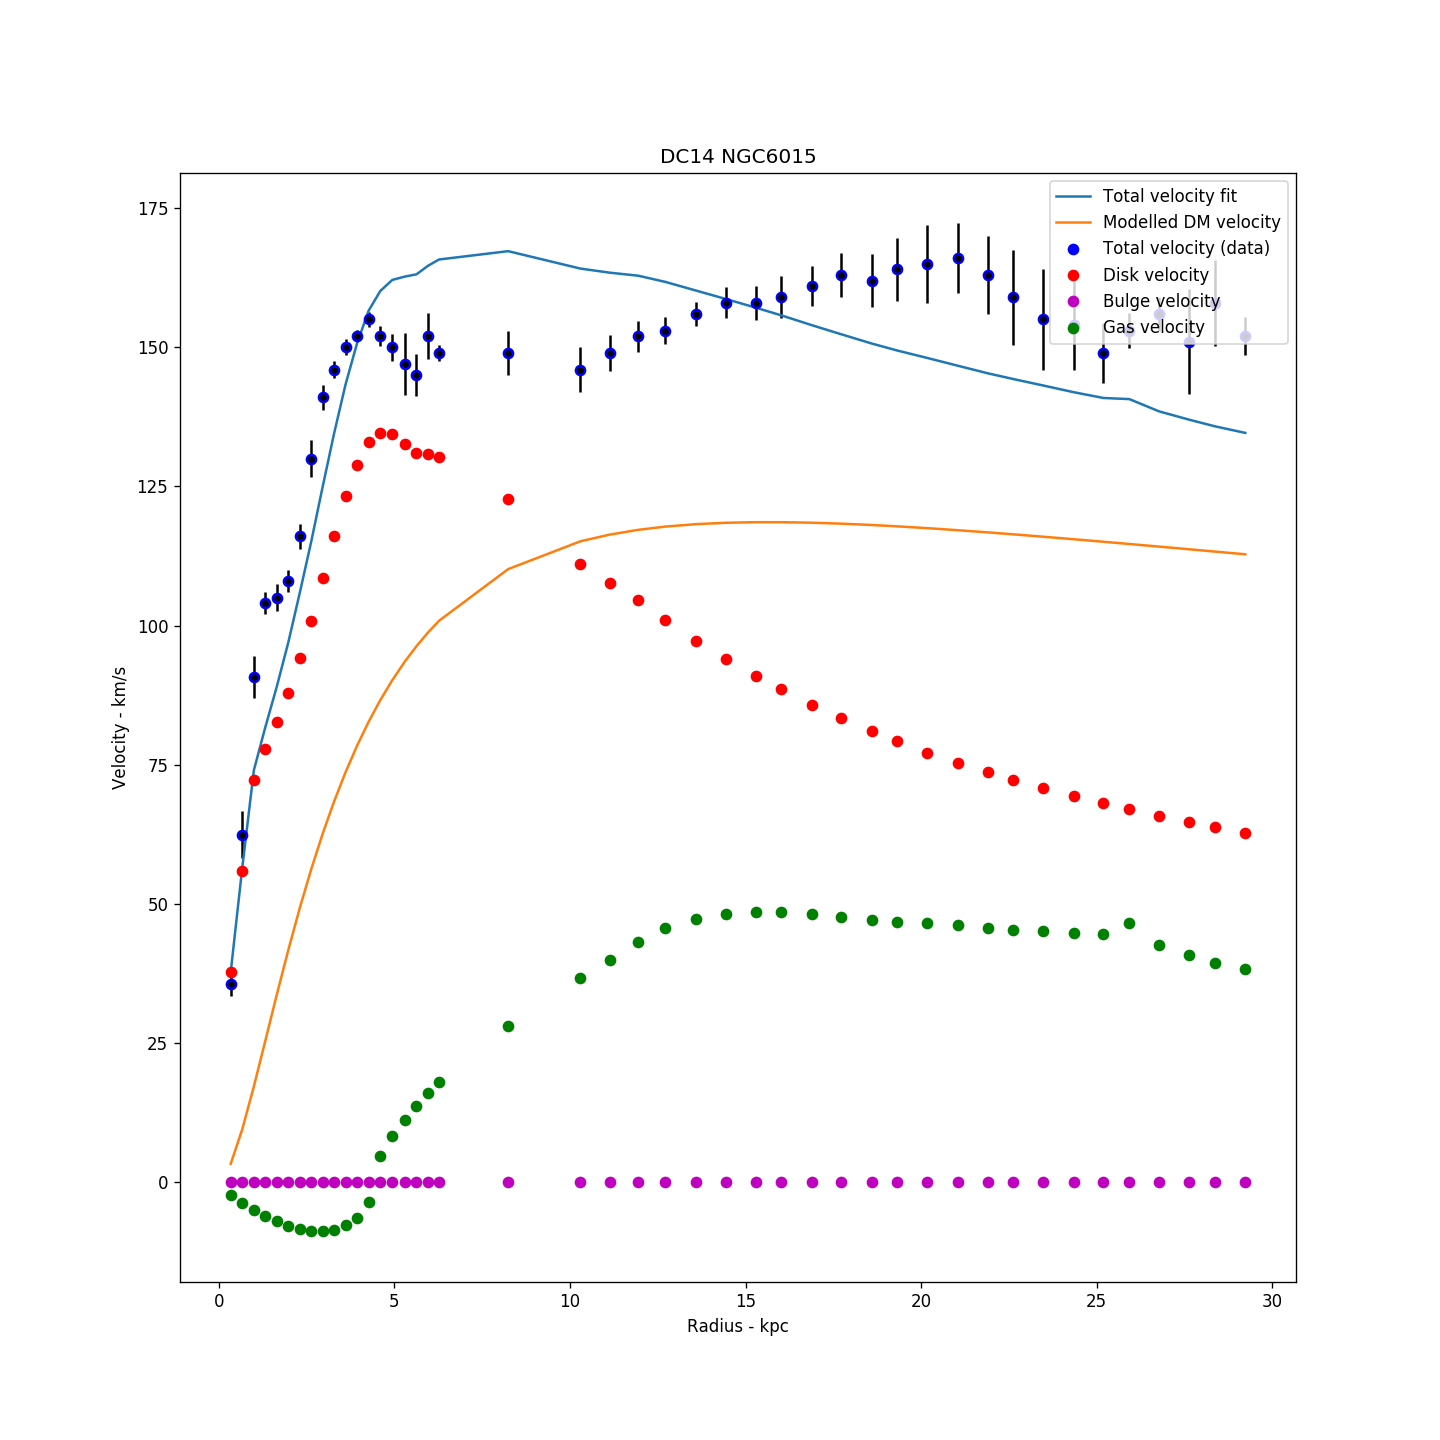 DC14 NGC6015
Total velocity fit
Modelled DM velocity
Total velocity (data)
Disk velocity
Bulge velocity
Gas velocity
175
150
125
100
75
50
25
0
Velocity - km/s
0 5 10 15 20 25 30
Radius - kpc